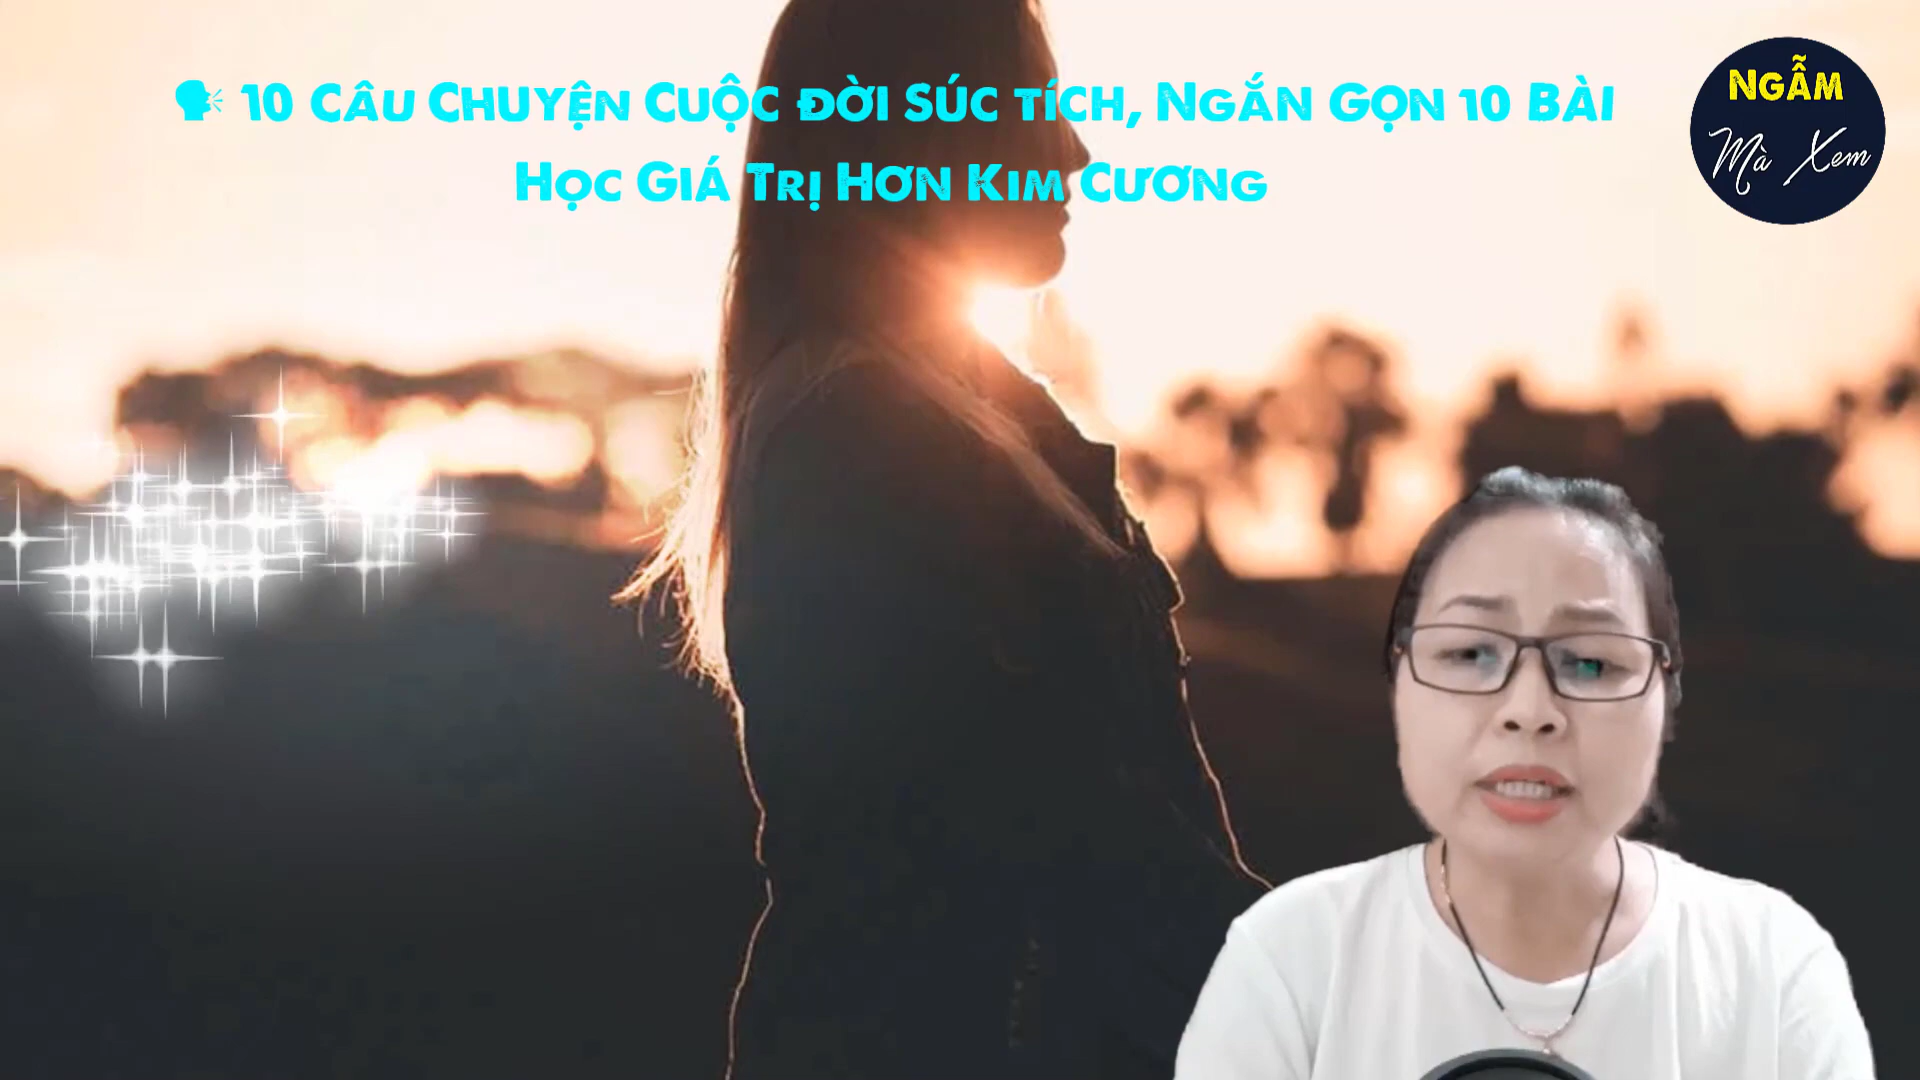 🗣 10 Câu Chuyện Cuộc Đời Súc Tích, Ngắn Gọn 10 Bài
Học Giá Trị Hơn Kim Cương
NGẪM
Mà Xem